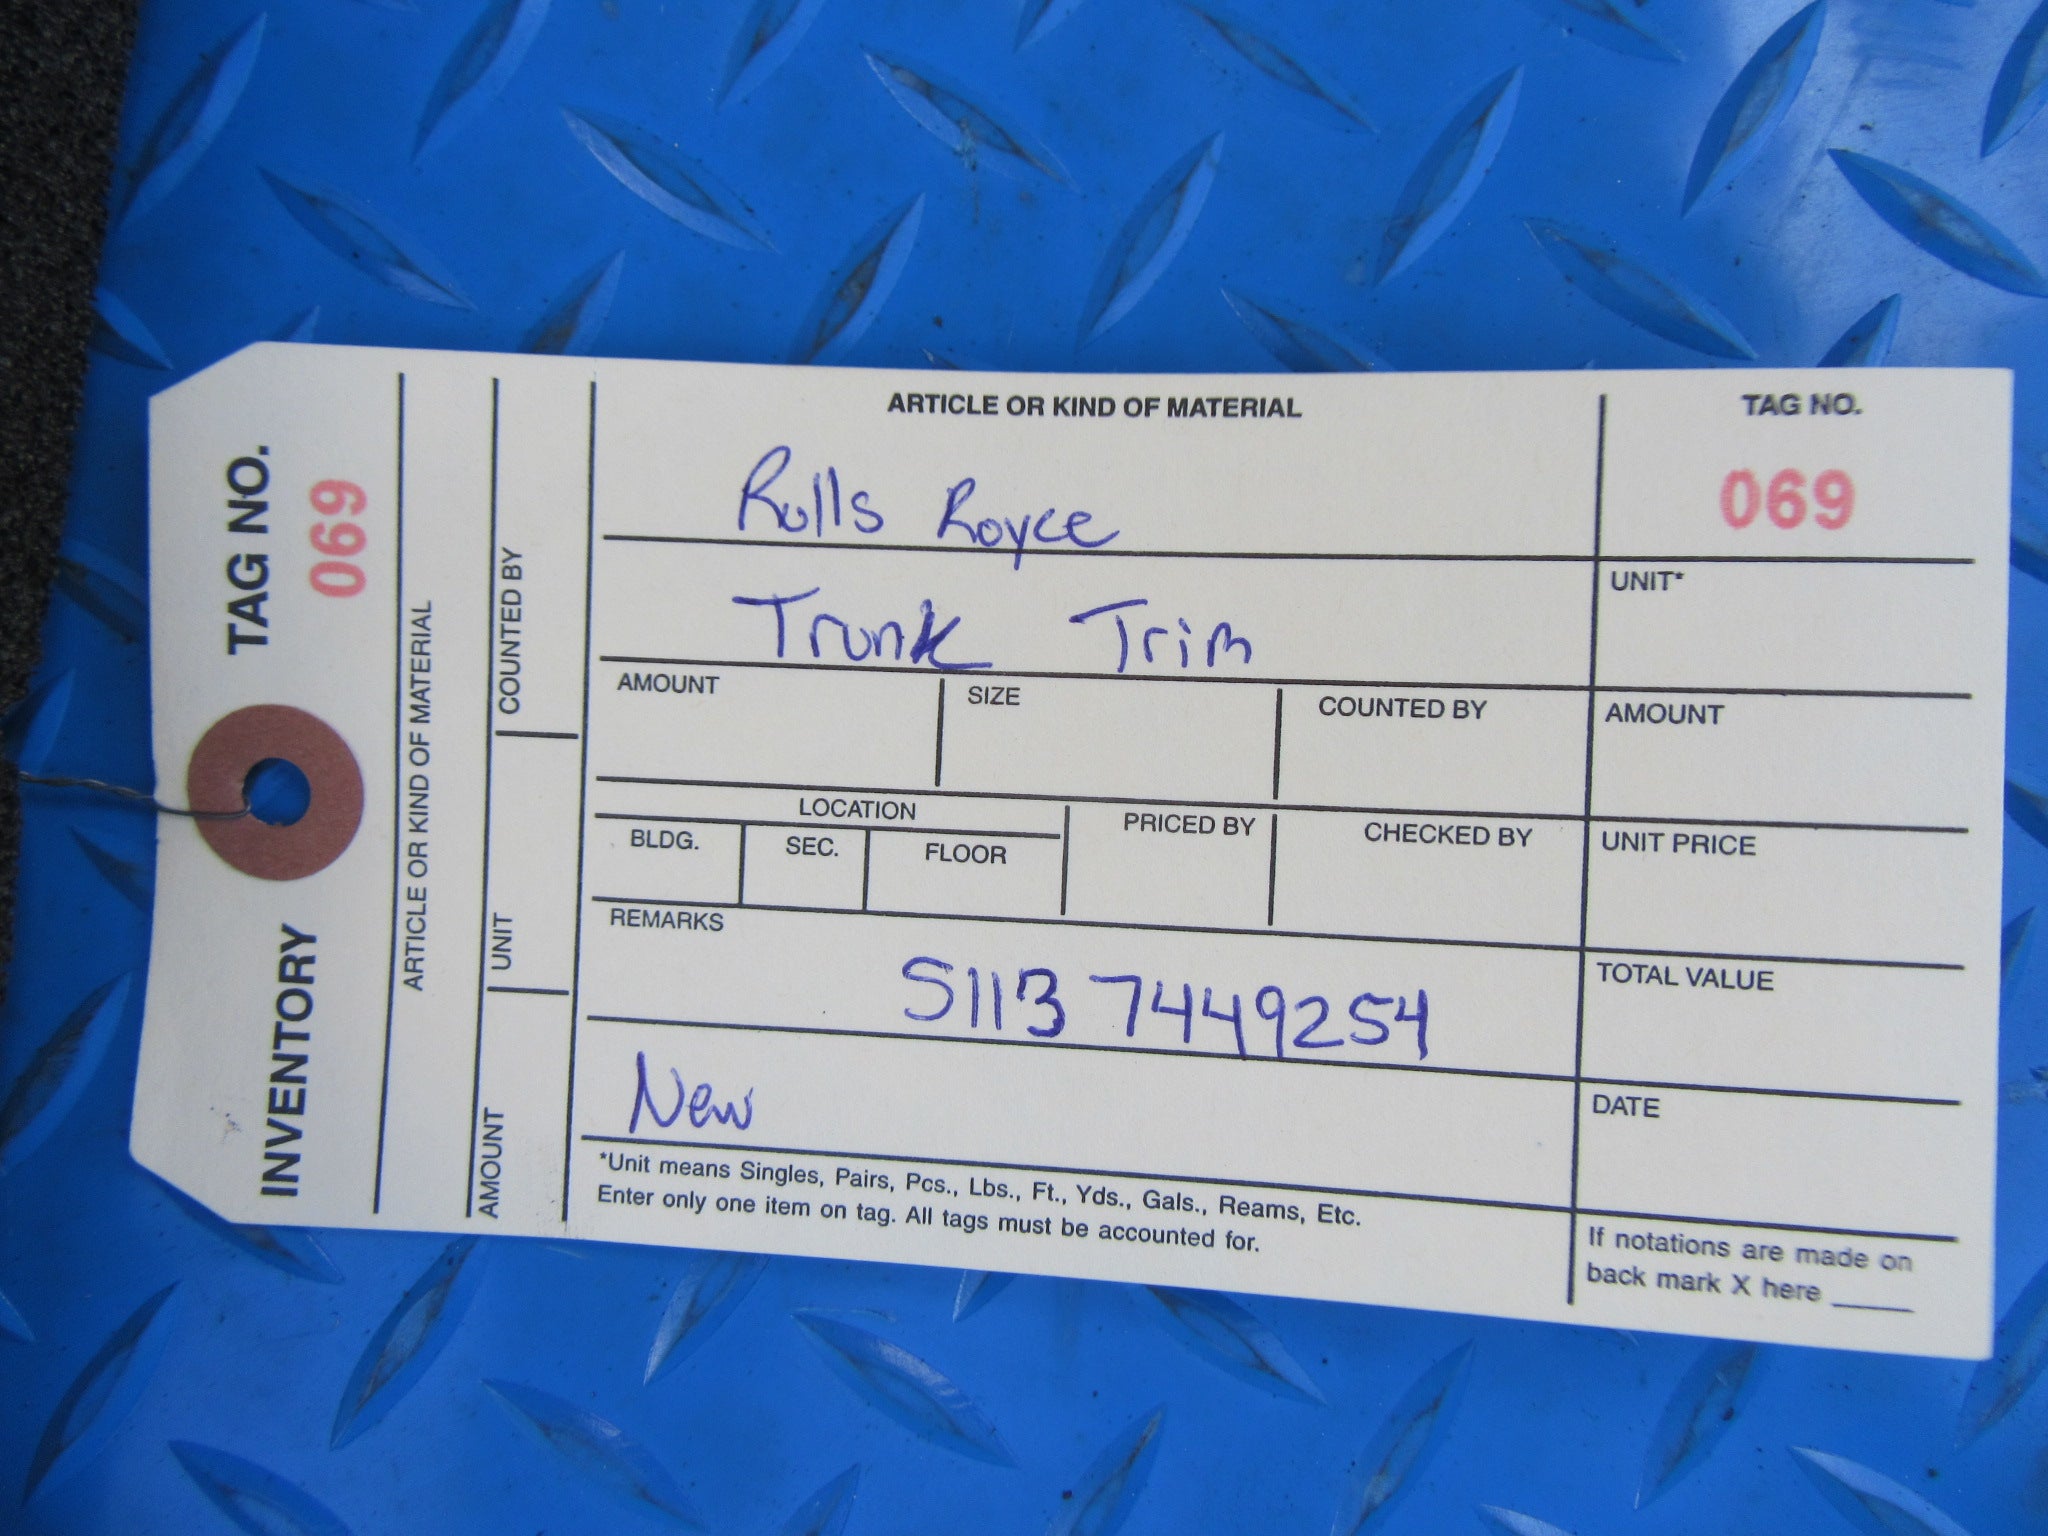 TAG NO.
069
INVENTORY
ARTICLE OR KIND OF MATERIAL
COUNTED BY
UNIT
AMOUNT
ARTICLE OR KIND OF MATERIAL
Rolls Royce
Trunk Trim
TAG NO.
069
UNIT*
AMOUNT
SIZE
COUNTED BY
AMOUNT
LOCATION
BLDG.
SEC.
FLOOR
PRICED BY
CHECKED BY
UNIT PRICE
REMARKS
5113 7449254
New
TOTAL VALUE
DATE
*Unit means Singles, Pairs, Pcs., Lbs., Ft., Yds., Gals., Reams, Etc.
Enter only one item on tag. All tags must be accounted for.
If notations are made on
back mark X here _____